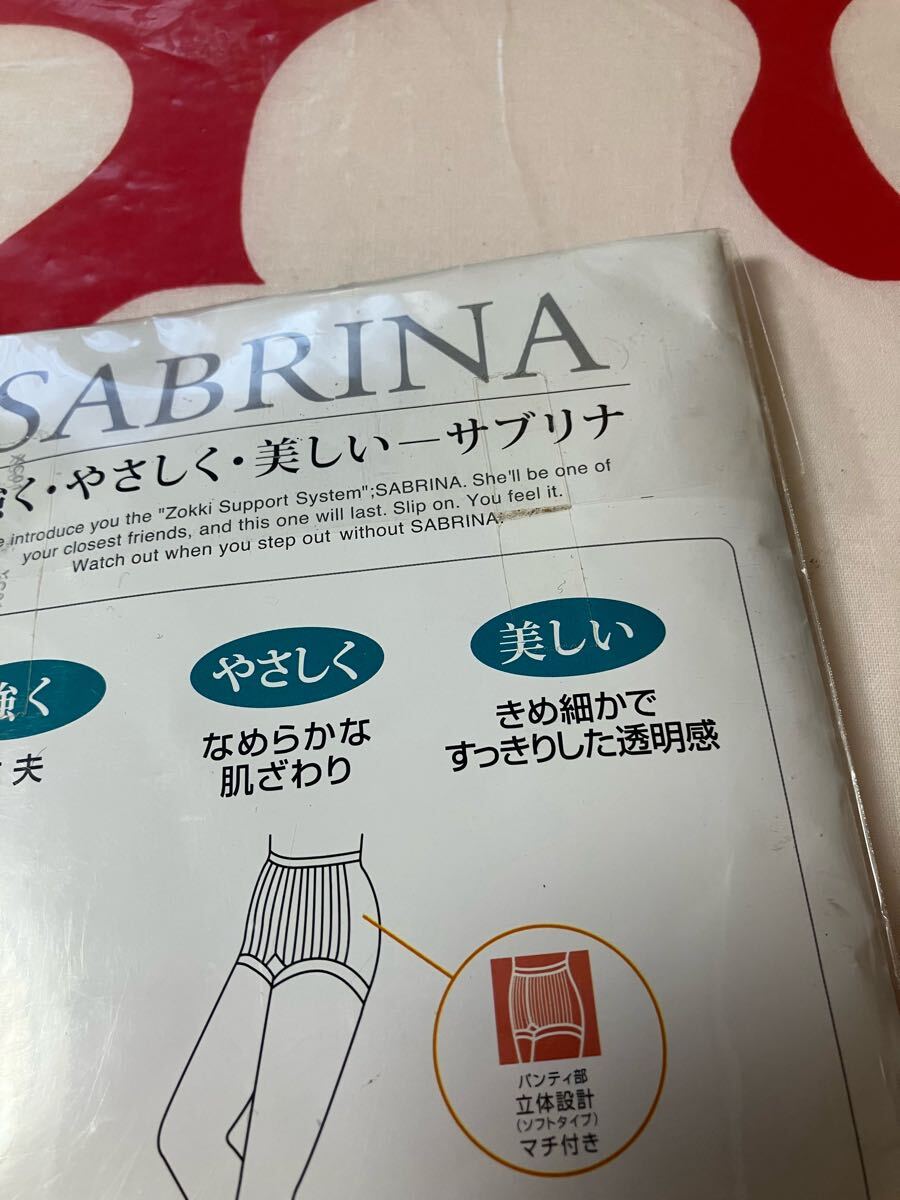 SABRINA
強く・やさしく・美しい—サブリナ
introduce you the "Zokki Support System";SABRINA. She'll be one of
your closest friends, and this one will last. Slip on. You feel it.
Watch out when you step out without SABRINA.
強く
やさしく
美しい
夫
なめらかな
肌ざわり
きめ細かで
すっきりした透明感
パンティ部
立体設計
(ソフトタイプ)
マチ付き